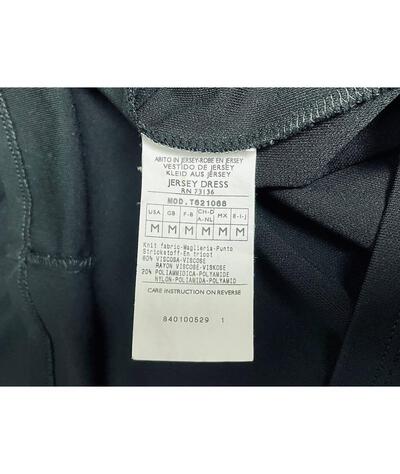 ABITO IN JERSEY-ROBE EN JERSEY
VESTIDO DE JERSEY
KLEID AUS JERSEY
JERSEY DRESS
RN 73136
MOD. T621068
USA GB F-B CH-D A-NL MX E-I-J
M M M M M M
Knit fabric-Maglieria-Punto
Strickstoff-En tricot
80% VISCOSA-VISCOSE
RAYON VISCOSE-VISKOSE
20% POLIAMMIDICA-POLYAMIDE
NYLON-POLIAMIDA-POLYAMID
CARE INSTRUCTION ON REVERSE
840100529 1